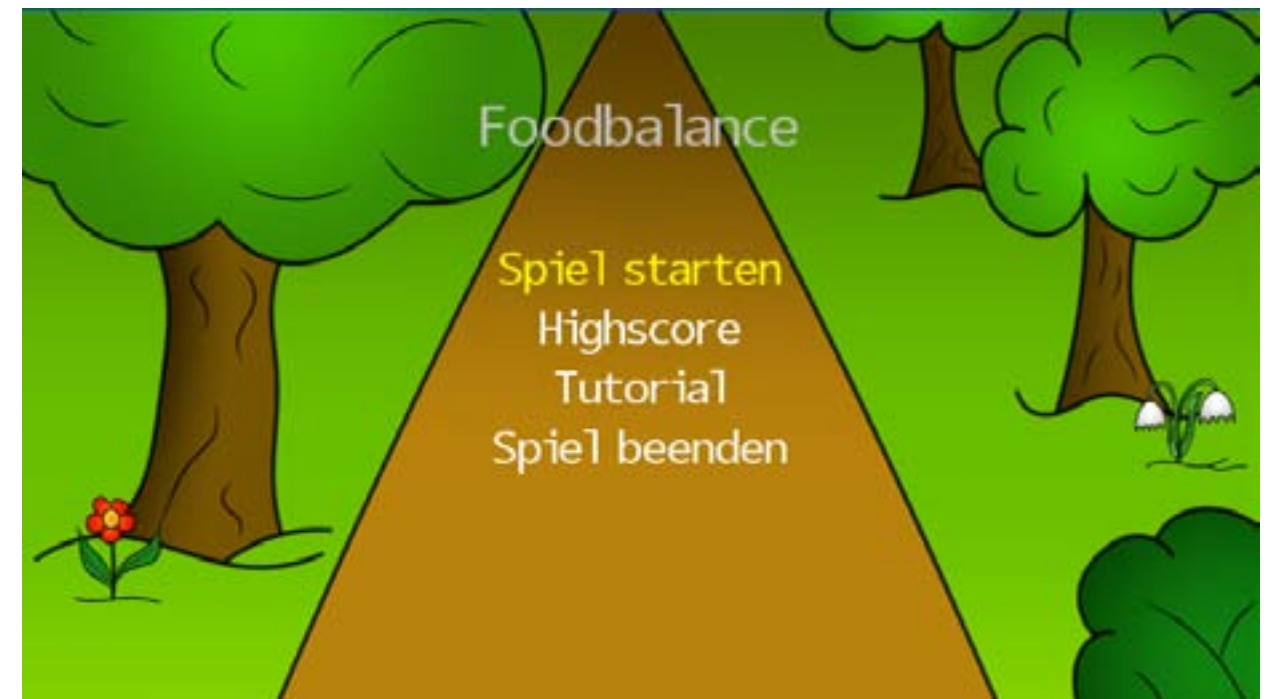 Foodbalance
Spiel starten
Highscore
Tutorial
Spiel beenden